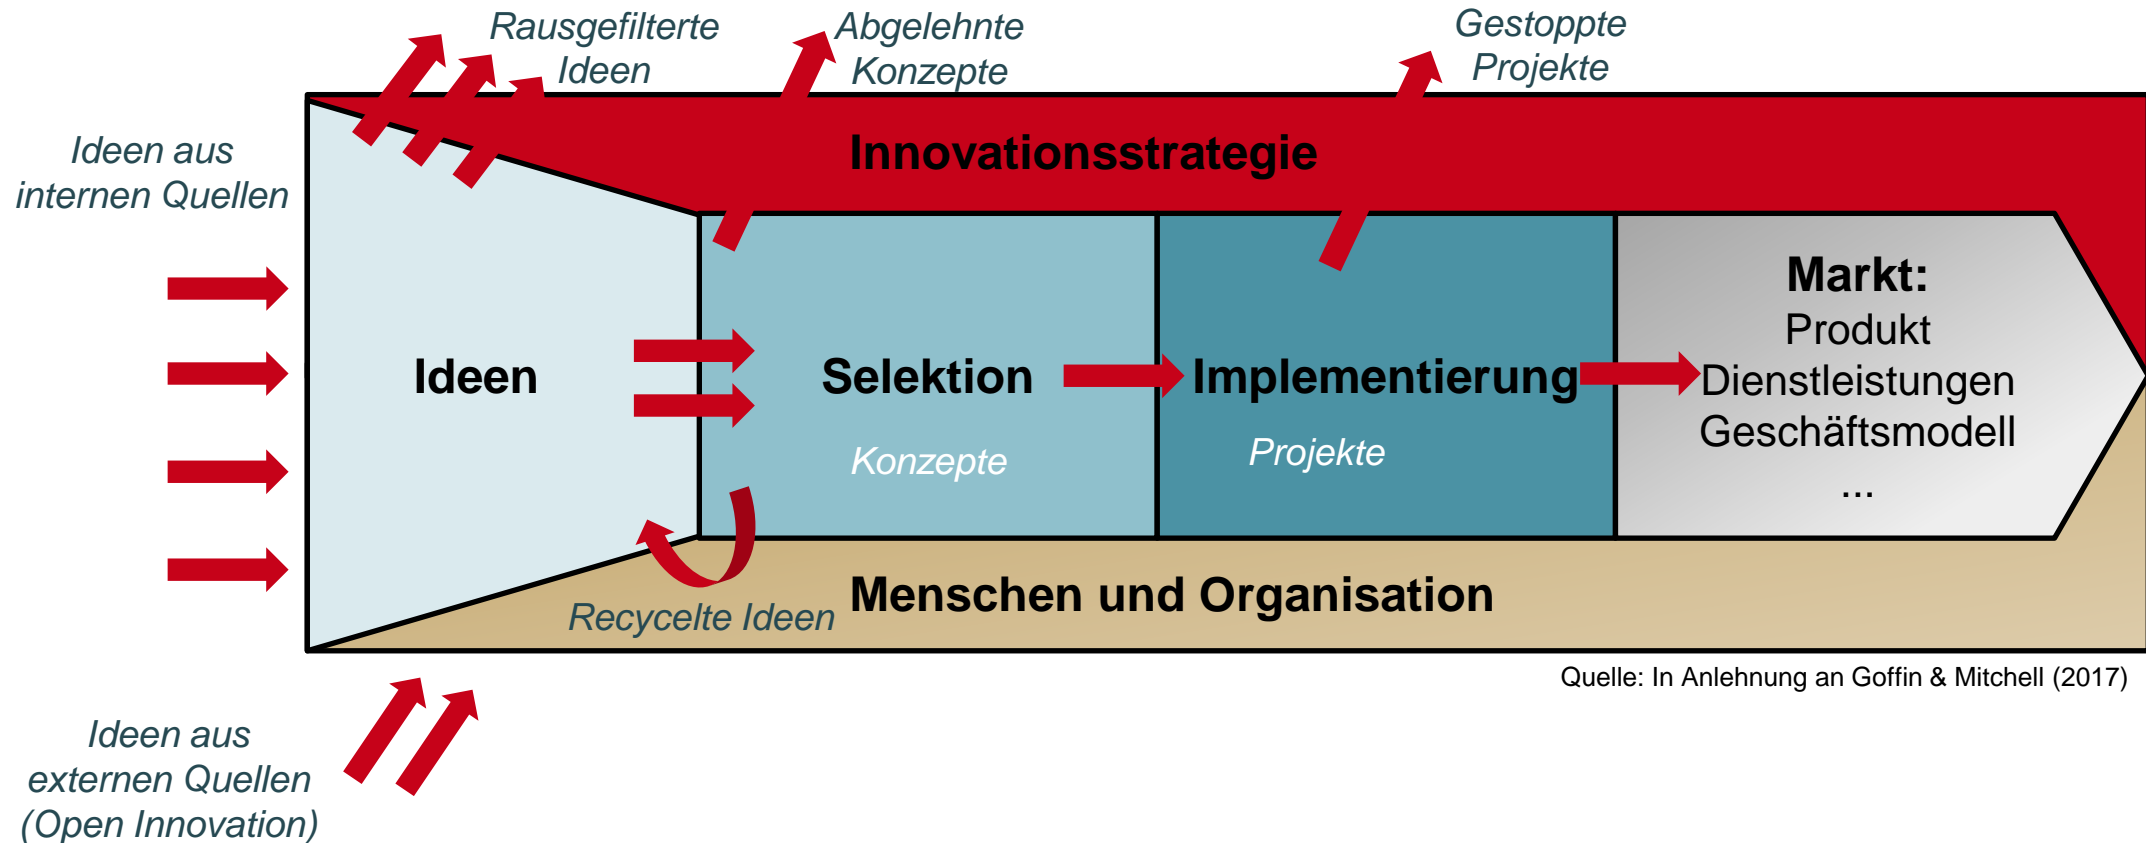 Rausgefilterte
Ideen
Abgelehnte
Konzepte
Gestoppte
Projekte
Ideen aus
internen Quellen
Innovationsstrategie
Ideen
Selektion
Konzepte
Implementierung
Projekte
Markt:
Produkt
Dienstleistungen
Geschäftsmodell
...
Recycelte Ideen
Menschen und Organisation
Quelle: In Anlehnung an Goffin & Mitchell (2017)
Ideen aus
externen Quellen
(Open Innovation)